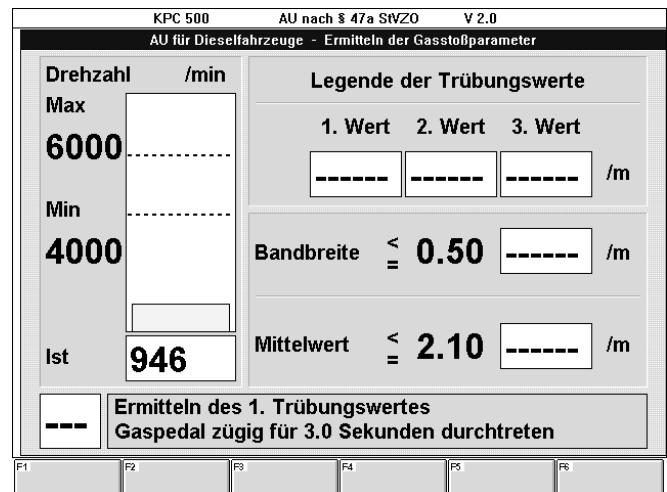 KPC 500 AU nach § 47a StVZO V 2.0
AU für Dieselfahrzeuge - Ermitteln der Gasstoßparameter
Drehzahl /min
Max
6000
Min
4000
Ist 946
Legende der Trübungswerte
1. Wert 2. Wert 3. Wert
------ ------ ------ /m
Bandbreite <= 0.50 ------ /m
Mittelwert <= 2.10 ------ /m
--- Ermitteln des 1. Trübungswertes
Gaspedal zügig für 3.0 Sekunden durchtreten
F1 F2 F3 F4 F5 F6